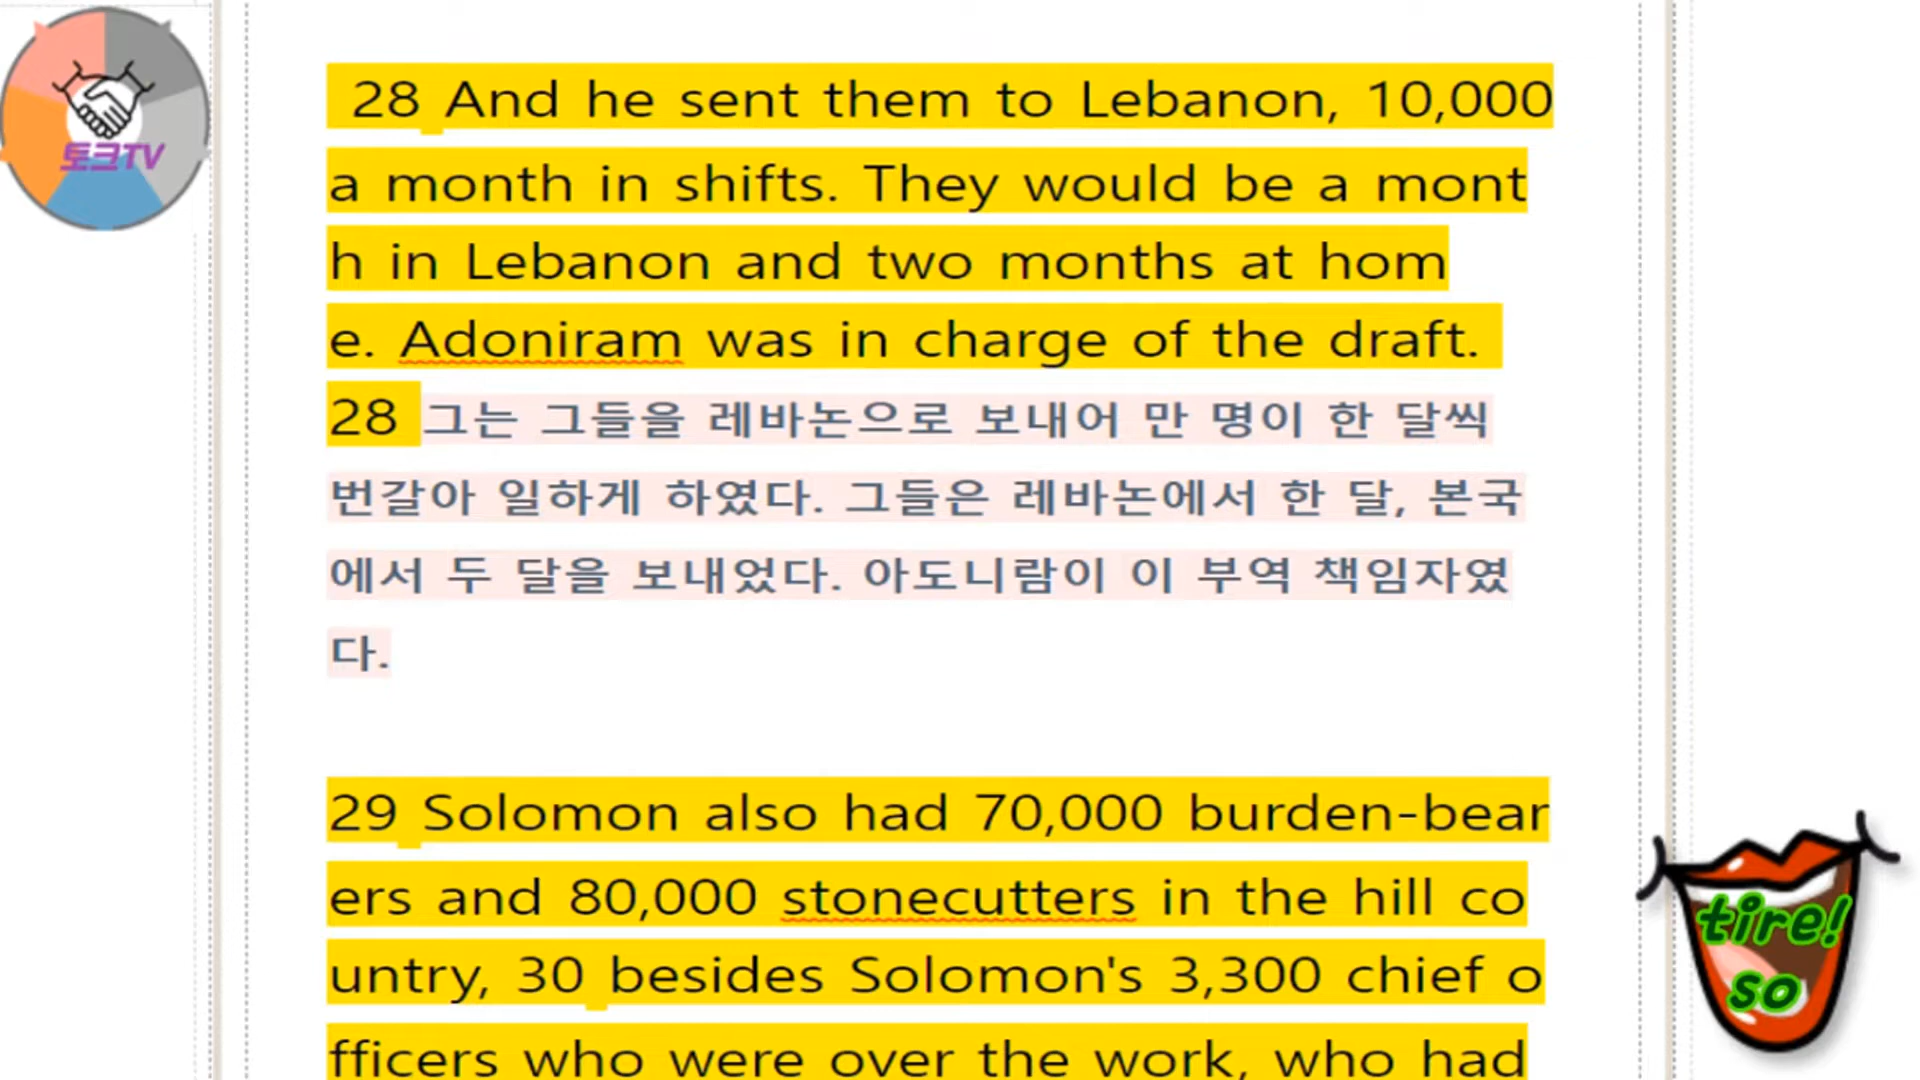 토크TV
28 And he sent them to Lebanon, 10,000
a month in shifts. They would be a mont
h in Lebanon and two months at hom
e. Adoniram was in charge of the draft.
28 그는 그들을 레바논으로 보내어 만 명이 한 달씩
번갈아 일하게 하였다. 그들은 레바논에서 한 달, 본국
에서 두 달을 보내었다. 아도니람이 이 부역 책임자였
다.
29 Solomon also had 70,000 burden-bear
ers and 80,000 stonecutters in the hill co
untry, 30 besides Solomon's 3,300 chief o
fficers who were over the work, who had
tire!
so